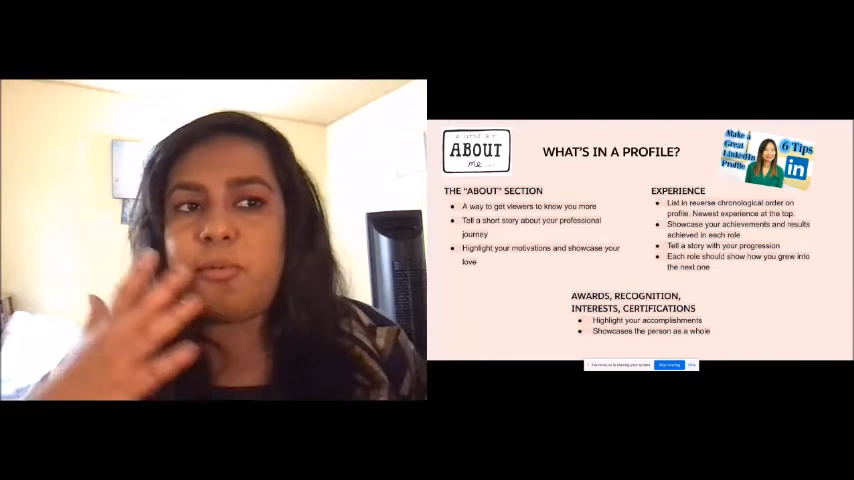 A LITTLE BIT
ABOUT
me...
WHAT'S IN A PROFILE?
Make a
Great
LinkedIn
Profile
6 Tips
in
THE "ABOUT" SECTION
● A way to get viewers to know you more
● Tell a short story about your professional
journey
● Highlight your motivations and showcase your
love
EXPERIENCE
● List in reverse chronological order on
profile. Newest experience at the top.
● Showcase your achievements and results
achieved in each role
● Tell a story with your progression
● Each role should show how you grew into
the next one
AWARDS, RECOGNITION,
INTERESTS, CERTIFICATIONS
● Highlight your accomplishments
● Showcases the person as a whole
is sharing your screen.
Stop sharing
Hide